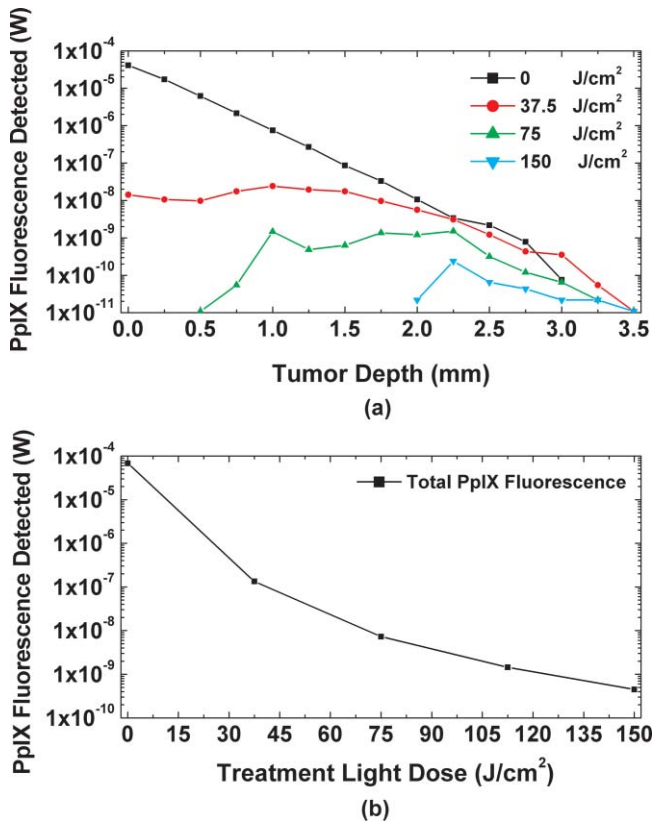 (a)
PpIX Fluorescence Detected (W)
1x10⁻⁴
1x10⁻⁵
1x10⁻⁶
1x10⁻⁷
1x10⁻⁸
1x10⁻⁹
1x10⁻¹⁰
1x10⁻¹¹
0 J/cm²
37.5 J/cm²
75 J/cm²
150 J/cm²
0.0 0.5 1.0 1.5 2.0 2.5 3.0 3.5
Tumor Depth (mm)
(a)
PpIX Fluorescence Detected (W)
1x10⁻⁴
1x10⁻⁵
1x10⁻⁶
1x10⁻⁷
1x10⁻⁸
1x10⁻⁹
1x10⁻¹⁰
Total PpIX Fluorescence
0 15 30 45 60 75 90 105 120 135 150
Treatment Light Dose (J/cm²)
(b)